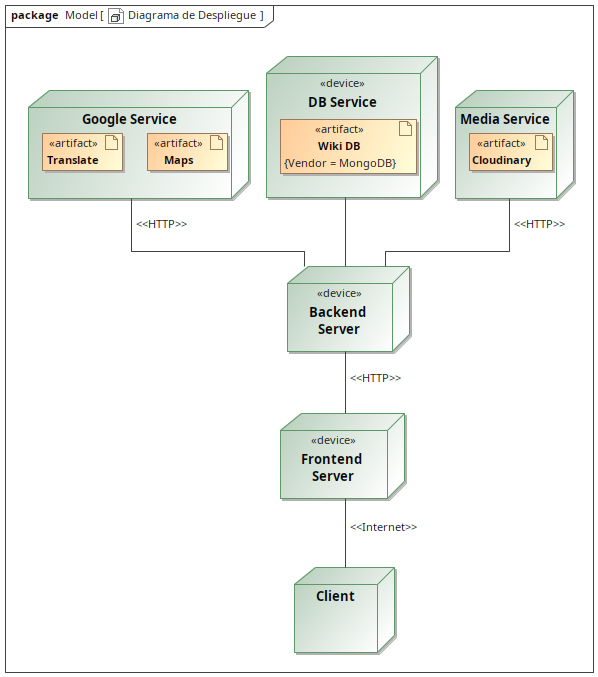 package Model [ Diagrama de Despliegue ]
Google Service
«artifact»
Translate
«artifact»
Maps
«device»
DB Service
«artifact»
Wiki DB
{Vendor = MongoDB}
Media Service
«artifact»
Cloudinary
<<HTTP>>
<<HTTP>>
«device»
Backend
Server
<<HTTP>>
«device»
Frontend
Server
<<Internet>>
Client